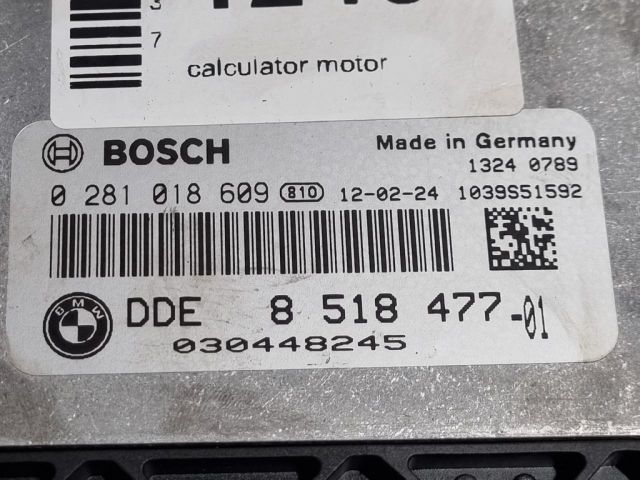 3
7
calculator motor
BOSCH
Made in Germany
1324 0789
0 281 018 609 810 12-02-24 1039S51592
BMW DDE 8 518 477-01
030448245